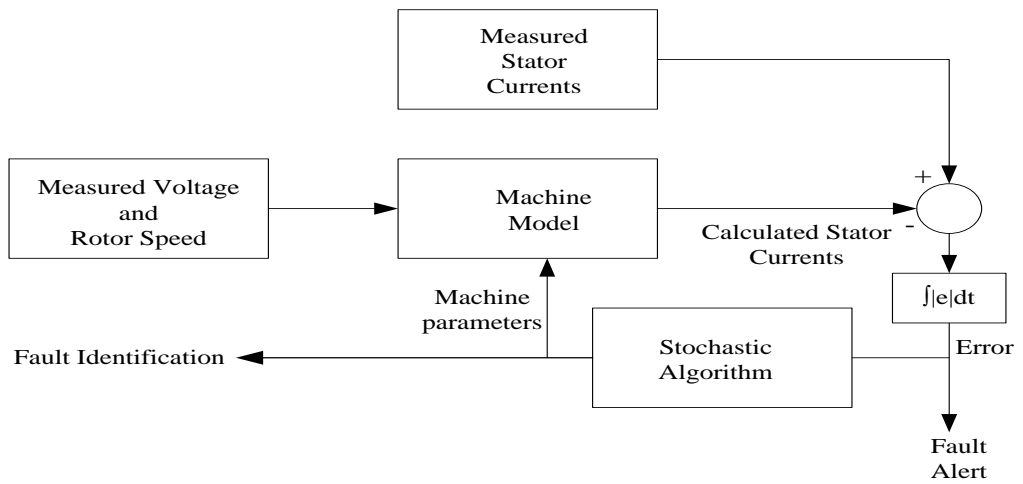 Measured
Stator
Currents
Measured Voltage
and
Rotor Speed
Machine
Model
+
-
Calculated Stator
Currents
∫|e|dt
Machine
parameters
Stochastic
Algorithm
Error
Fault Identification
Fault
Alert